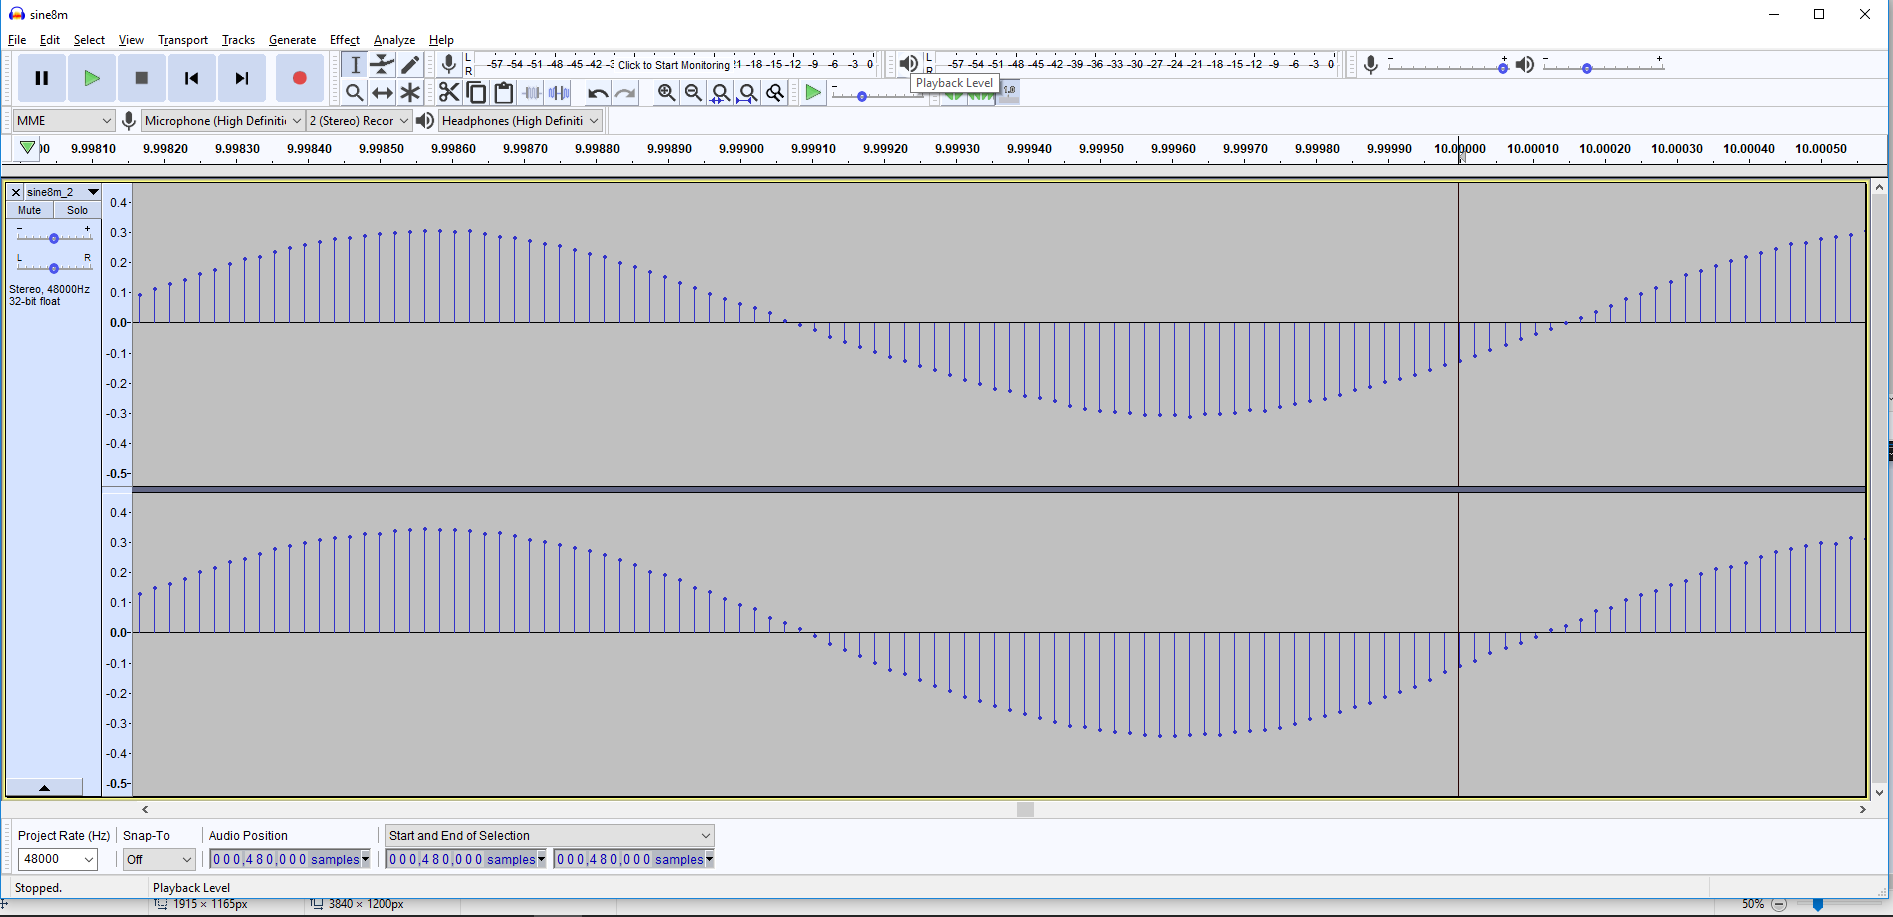 sine8m
File Edit Select View Transport Tracks Generate Effect Analyze Help
L
R
-57 -54 -51 -48 -45 -42 Click to Start Monitoring -18 -15 -12 -9 -6 -3 0
L
R
-57 -54 -51 -48 -45 -42 -39 -36 -33 -30 -27 -24 -21 -18 -15 -12 -9 -6 -3 0
- +
- +
Playback Level
- 1.0
MME Microphone (High Definiti 2 (Stereo) Recor Headphones (High Definiti
9.99810 9.99820 9.99830 9.99840 9.99850 9.99860 9.99870 9.99880 9.99890 9.99900 9.99910 9.99920 9.99930 9.99940 9.99950 9.99960 9.99970 9.99980 9.99990 10.00000 10.00010 10.00020 10.00030 10.00040 10.00050
sine8m_2
Mute Solo
- +
L R
Stereo, 48000Hz
32-bit float
0.4
0.3
0.2
0.1
0.0
-0.1
-0.2
-0.3
-0.4
-0.5
0.4
0.3
0.2
0.1
0.0
-0.1
-0.2
-0.3
-0.4
-0.5
Project Rate (Hz) Snap-To Audio Position Start and End of Selection
48000 Off 000,480,000 samples 000,480,000 samples 000,480,000 samples
Stopped. Playback Level
1915 × 1165px 3840 × 1200px 50%